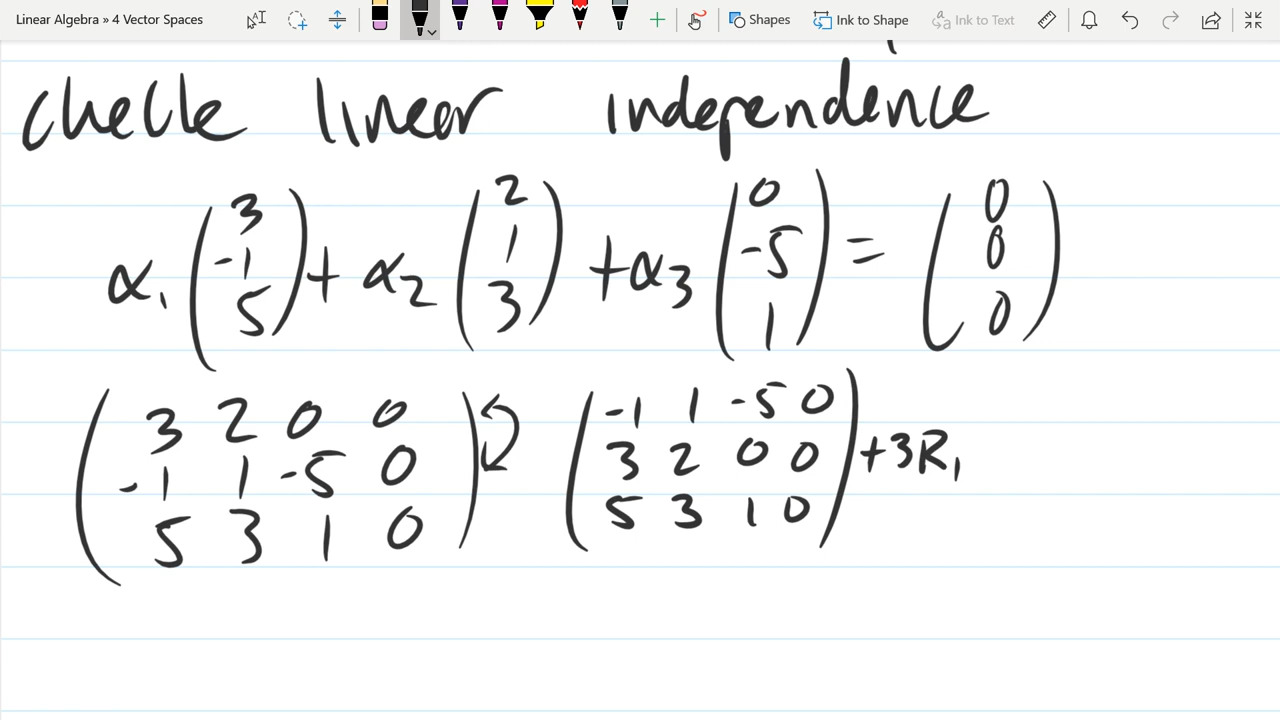 Linear Algebra » 4 Vector Spaces Shapes Ink to Shape Ink to Text
check linear independence
α₁ (3 -1 5) + α₂ (2 1 3) + α₃ (0 -5 1) = (0 0 0)
(3 2 0 0 (-1 1 -5 0
-1 1 -5 0 3 2 0 0 +3R₁
5 3 1 0) 5 3 1 0)